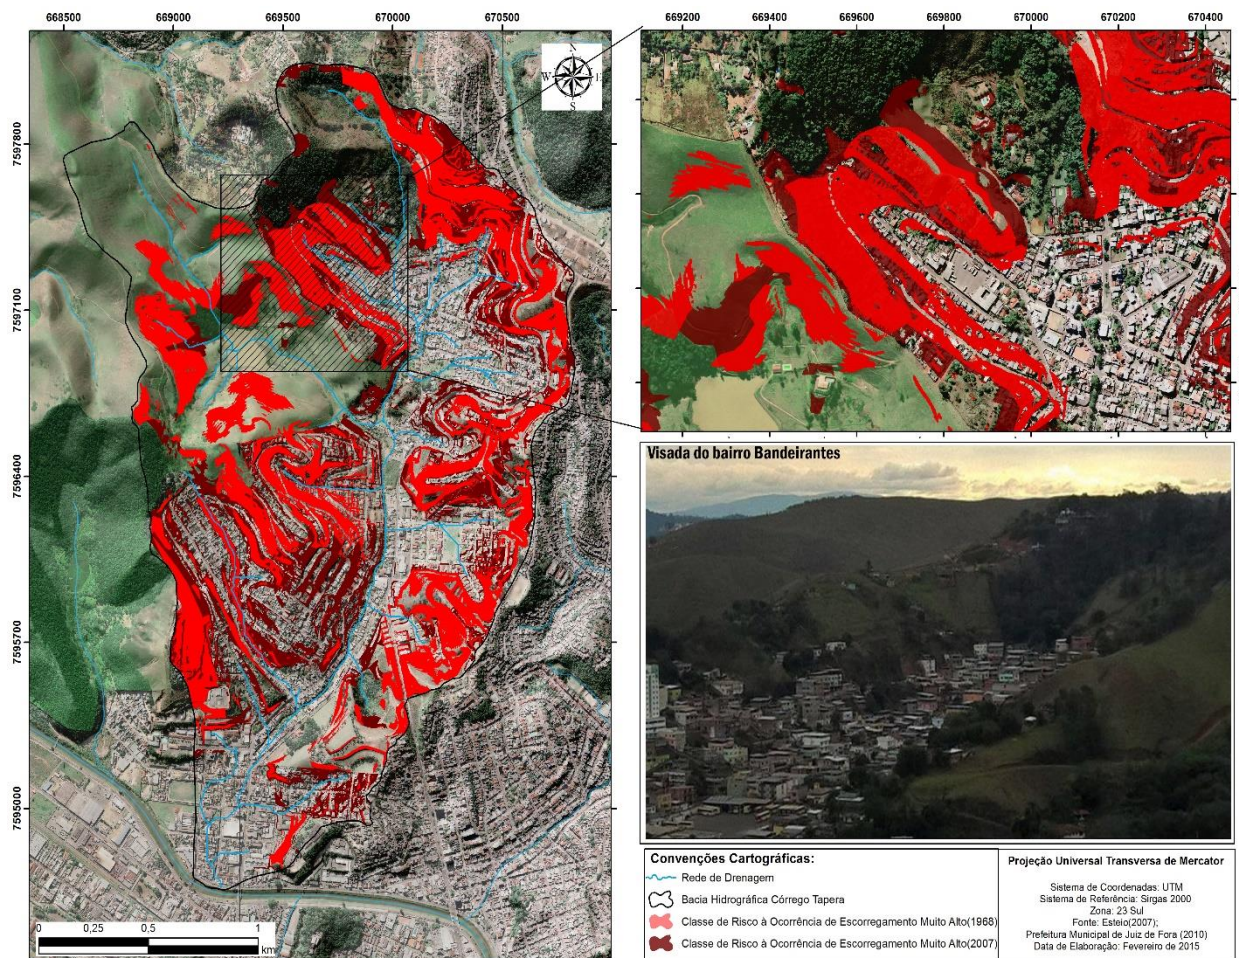 668500 669000 669500 670000 670500
669200 669400 669600 669800 670000 670200 670400
N
W E
S
7597800
7597100
7596400
7595700
7595000
Visada do bairro Bandeirantes
0 0,25 0,5 1
km
Convenções Cartográficas:
Rede de Drenagem
Bacia Hidrográfica Córrego Tapera
Classe de Risco à Ocorrência de Escorregamento Muito Alto(1968)
Classe de Risco à Ocorrência de Escorregamento Muito Alto(2007)
Projeção Universal Transversa de Mercator
Sistema de Coordenadas: UTM
Sistema de Referência: Sirgas 2000
Zona: 23 Sul
Fonte: Esteio(2007);
Prefeitura Municipal de Juiz de Fora (2010)
Data de Elaboração: Fevereiro de 2015